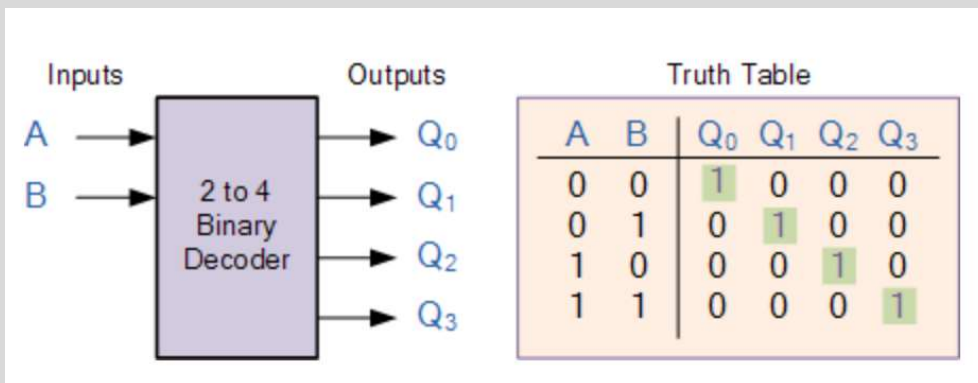 Inputs Outputs Truth Table
A Q₀
B Q₁
Q₂
Q₃
2 to 4
Binary
Decoder
A B Q₀ Q₁ Q₂ Q₃
0 0 1 0 0 0
0 1 0 1 0 0
1 0 0 0 1 0
1 1 0 0 0 1